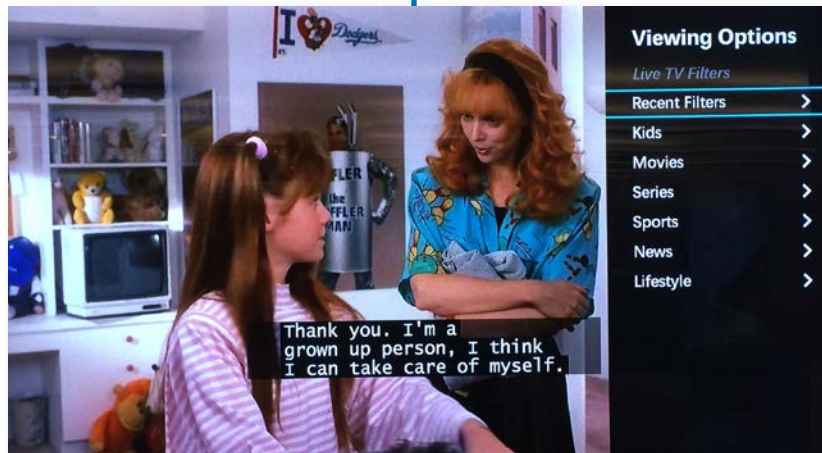 I
Dodgers
FLER
the
FFLER
MAN
Thank you. I'm a
grown up person, I think
I can take care of myself.
Viewing Options
Live TV Filters
Recent Filters
Kids
Movies
Series
Sports
News
Lifestyle